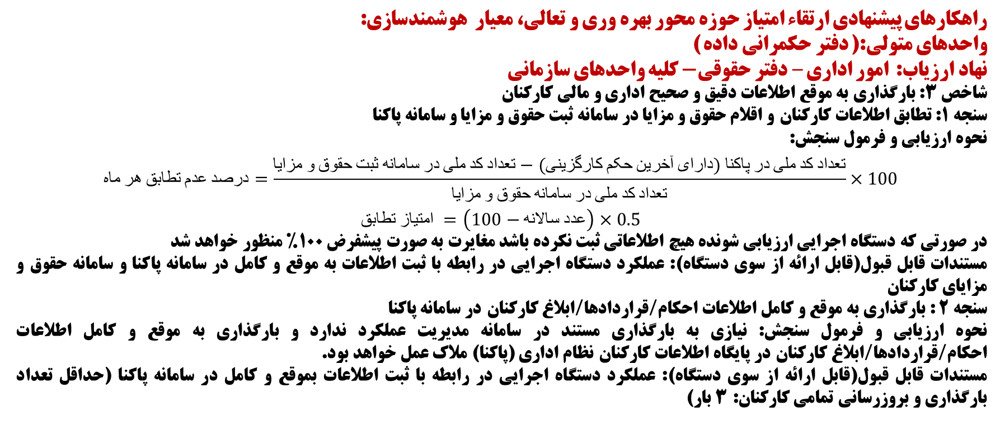 راهکارهای پیشنهادی ارتقاء امتیاز حوزه محور بهره وری و تعالی، معیار هوشمندسازی:
واحدهای متولی:( دفتر حکمرانی داده )
نهاد ارزیاب: امور اداری – دفتر حقوقی – کلیه واحدهای سازمانی
شاخص ۳: بارگذاری به موقع اطلاعات دقیق و صحیح اداری و مالی کارکنان
سنجه ۱: تطابق اطلاعات کارکنان و اقلام حقوق و مزایا در سامانه ثبت حقوق و مزایا و سامانه پاکنا
نحوه ارزیابی و فرمول سنجش:
تعداد کد ملی در پاکنا (دارای آخرین حکم کارگزینی) − تعداد کد ملی در سامانه ثبت حقوق و مزایا
درصد عدم تطابق هر ماه = × 100
تعداد کد ملی در سامانه حقوق و مزایا
امتیاز تطابق = (100 − عدد سالانه) × 0.5
در صورتی که دستگاه اجرایی ارزیابی شونده هیچ اطلاعاتی ثبت نکرده باشد مغایرت به صورت پیشفرض ۱۰۰٪ منظور خواهد شد
مستندات قابل قبول(قابل ارائه از سوی دستگاه): عملکرد دستگاه اجرایی در رابطه با ثبت اطلاعات به موقع و کامل در سامانه پاکنا و سامانه حقوق و
مزایای کارکنان
سنجه ۲ : بارگذاری به موقع و کامل اطلاعات احکام/قراردادها/ابلاغ کارکنان در سامانه پاکنا
نحوه ارزیابی و فرمول سنجش: نیازی به بارگذاری مستند در سامانه مدیریت عملکرد ندارد و بارگذاری به موقع و کامل اطلاعات
احکام/قراردادها/ابلاغ کارکنان در پایگاه اطلاعات کارکنان نظام اداری (پاکنا) ملاک عمل خواهد بود.
مستندات قابل قبول(قابل ارائه از سوی دستگاه): عملکرد دستگاه اجرایی در رابطه با ثبت اطلاعات بموقع و کامل در سامانه پاکنا (حداقل تعداد
بارگذاری و بروزرسانی تمامی کارکنان: ۳ بار)